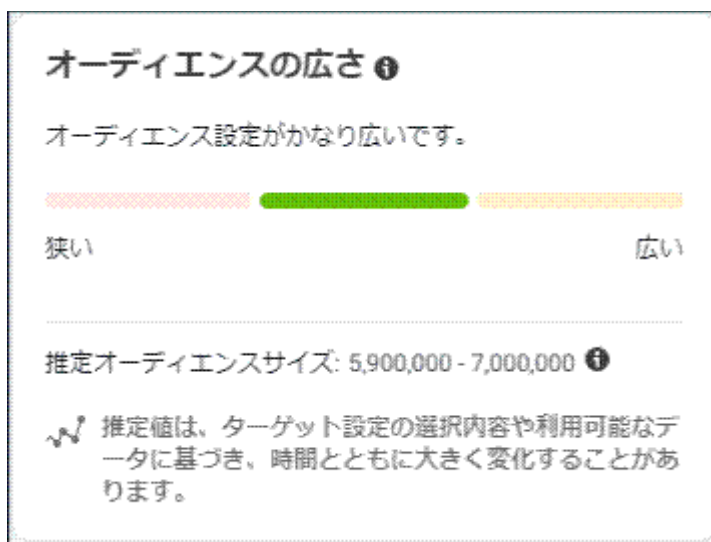 オーディエンスの広さ
オーディエンス設定がかなり広いです。
狭い 広い
推定オーディエンスサイズ: 5,900,000 - 7,000,000
推定値は、ターゲット設定の選択内容や利用可能なデ
ータに基づき、時間とともに大きく変化することがあ
ります。